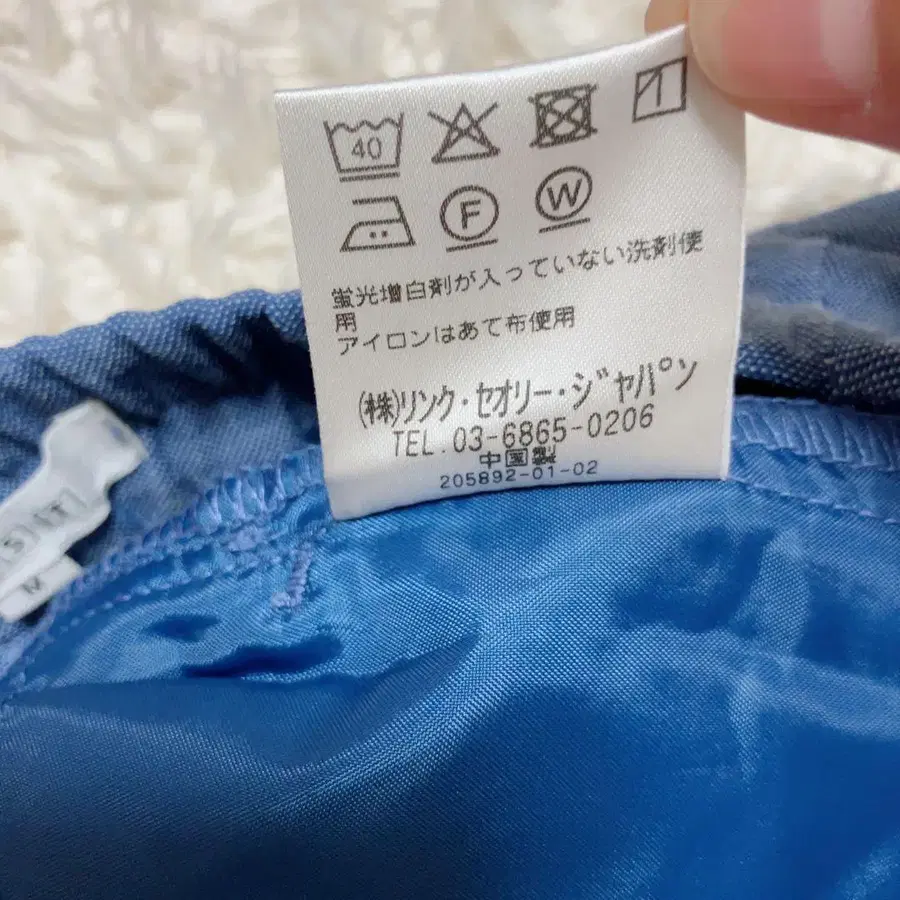 40
F W
蛍光増白剤が入っていない洗剤使
用
アイロンはあて布使用
(株)リンク・セオリー・ジャパン
TEL.03-6865-0206
中国製
205892-01-02
M